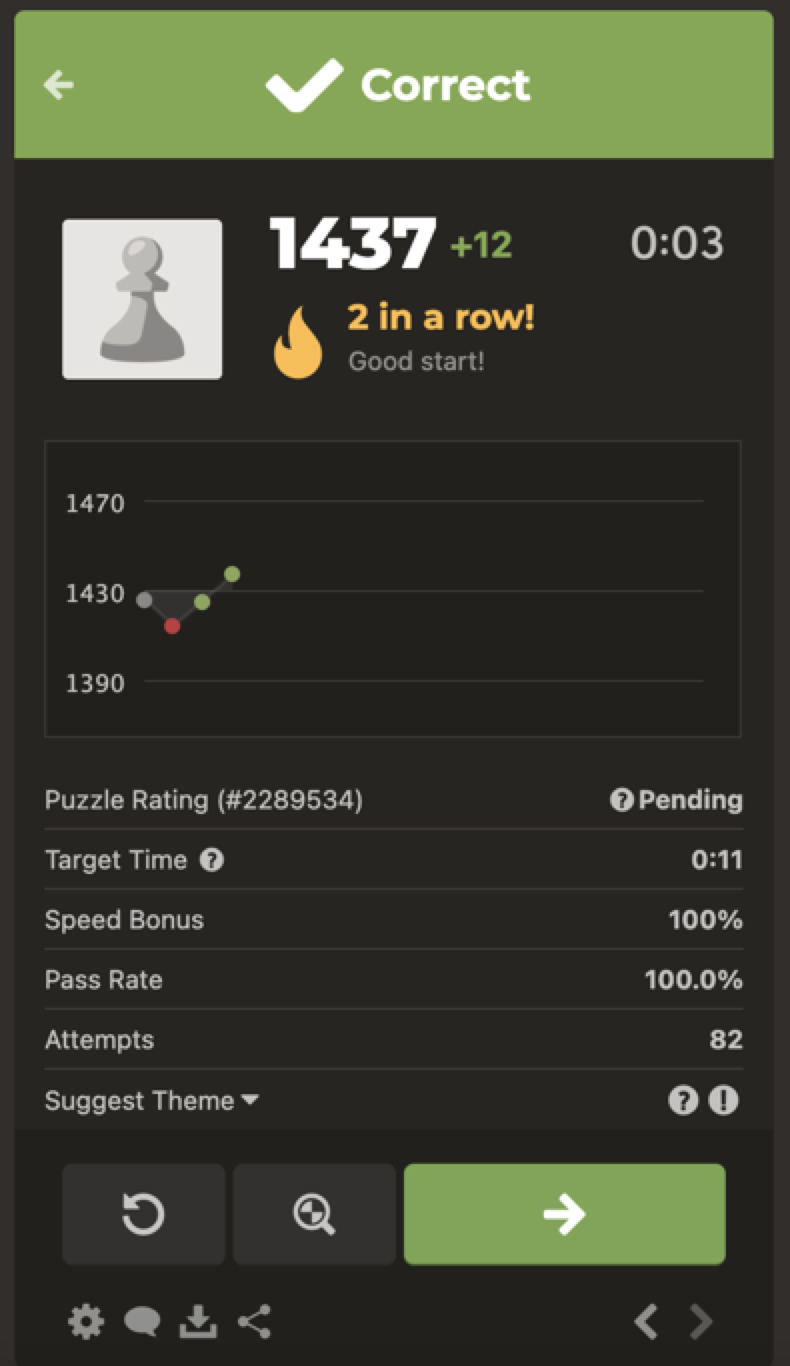 Correct
1437 +12 0:03
2 in a row!
Good start!
1470
1430
1390
Puzzle Rating (#2289534) ? Pending
Target Time ? 0:11
Speed Bonus 100%
Pass Rate 100.0%
Attempts 82
Suggest Theme ? !